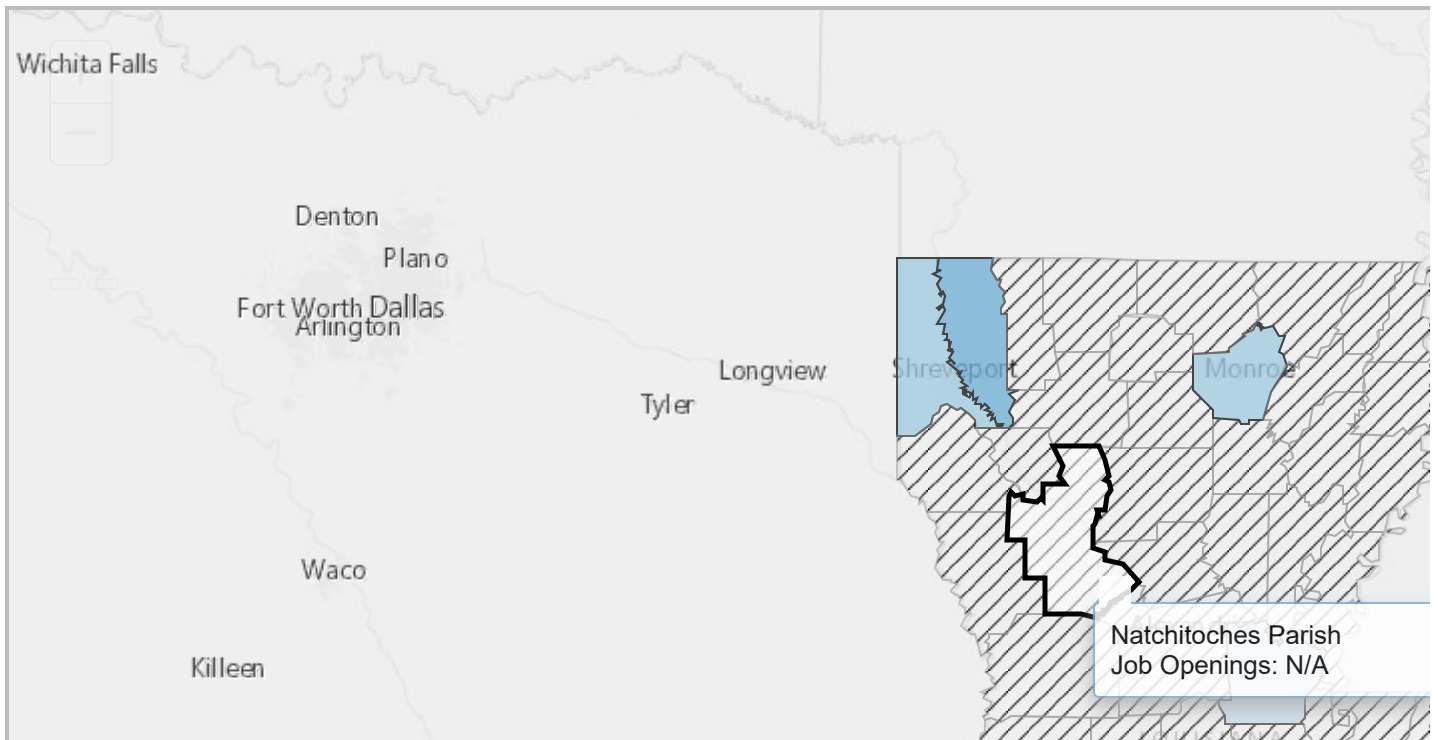 Wichita Falls
Denton
Plano
Fort Worth Dallas
Arlington
Longview
Shreveport
Monroe
Tyler
Waco
Natchitoches Parish
Job Openings: N/A
Killeen